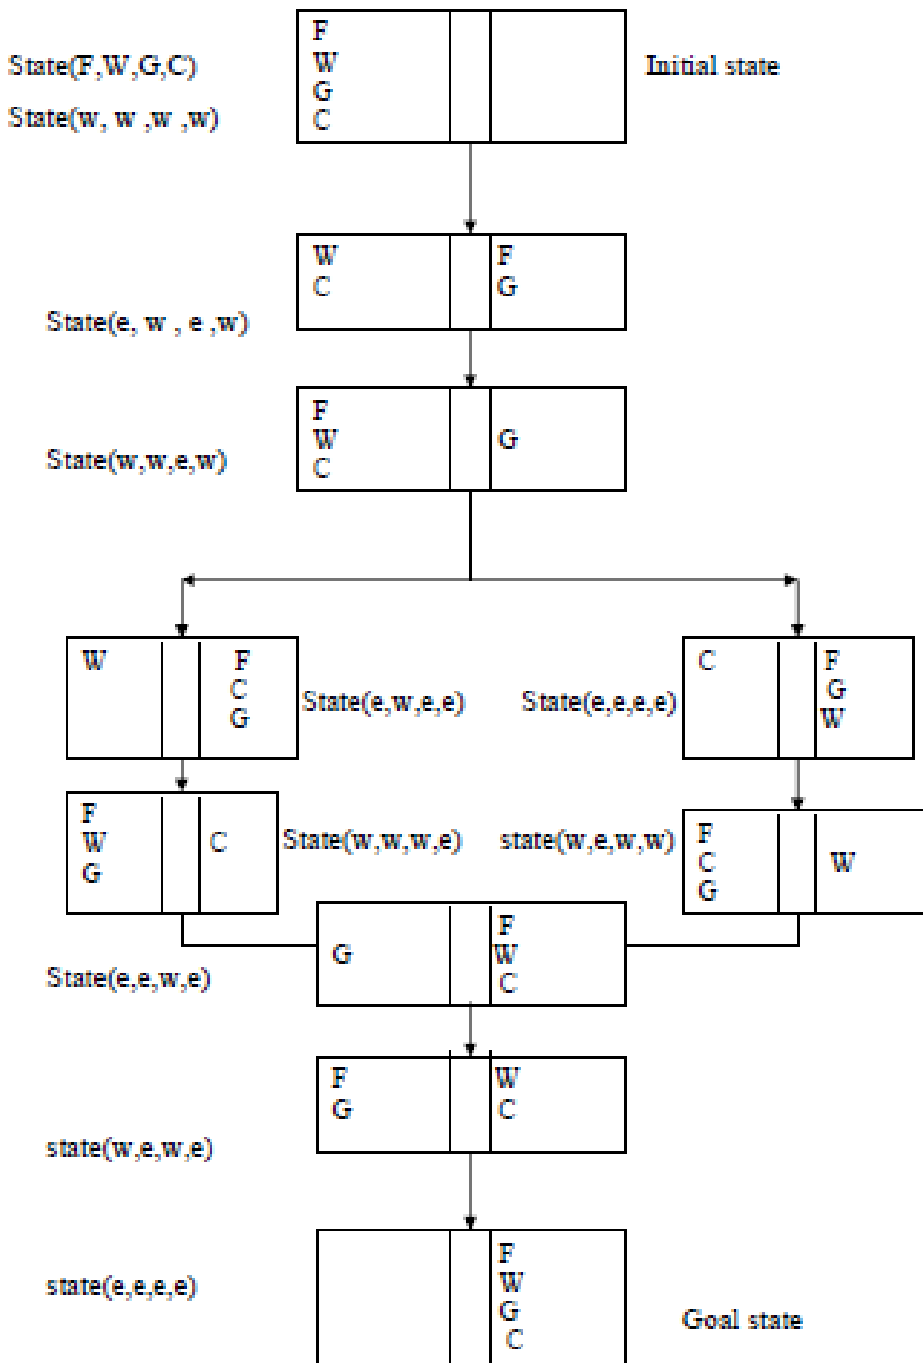 State(F,W,G,C)
State(w, w ,w ,w)
F
W
G
C
Initial state
W
C
F
G
State(e, w , e ,w)
F
W
C
G
State(w,w,e,w)
W
F
C
G
State(e,w,e,e)
State(e,e,e,e)
C
F
G
W
F
W
G
C
State(w,w,w,e)
state(w,e,w,w)
F
C
G
W
G
F
W
C
State(e,e,w,e)
F
G
W
C
state(w,e,w,e)
state(e,e,e,e)
F
W
G
C
Goal state